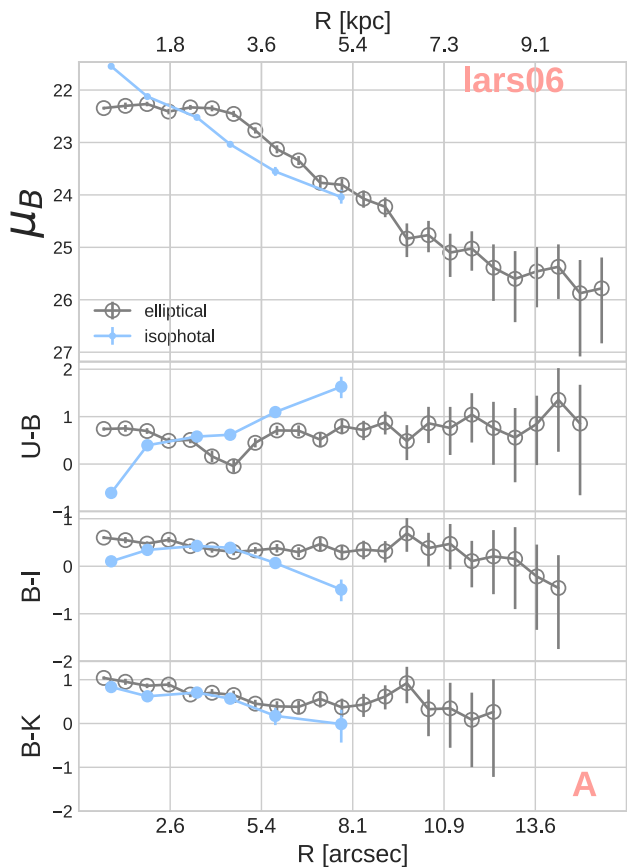 R [kpc]
1.8 3.6 5.4 7.3 9.1
lars06
22
23
24
25
26
27
μB
elliptical
isophotal
2
1
0
−1
U-B
1
0
−1
−2
B-I
1
0
−1
−2
B-K
A
2.6 5.4 8.1 10.9 13.6
R [arcsec]